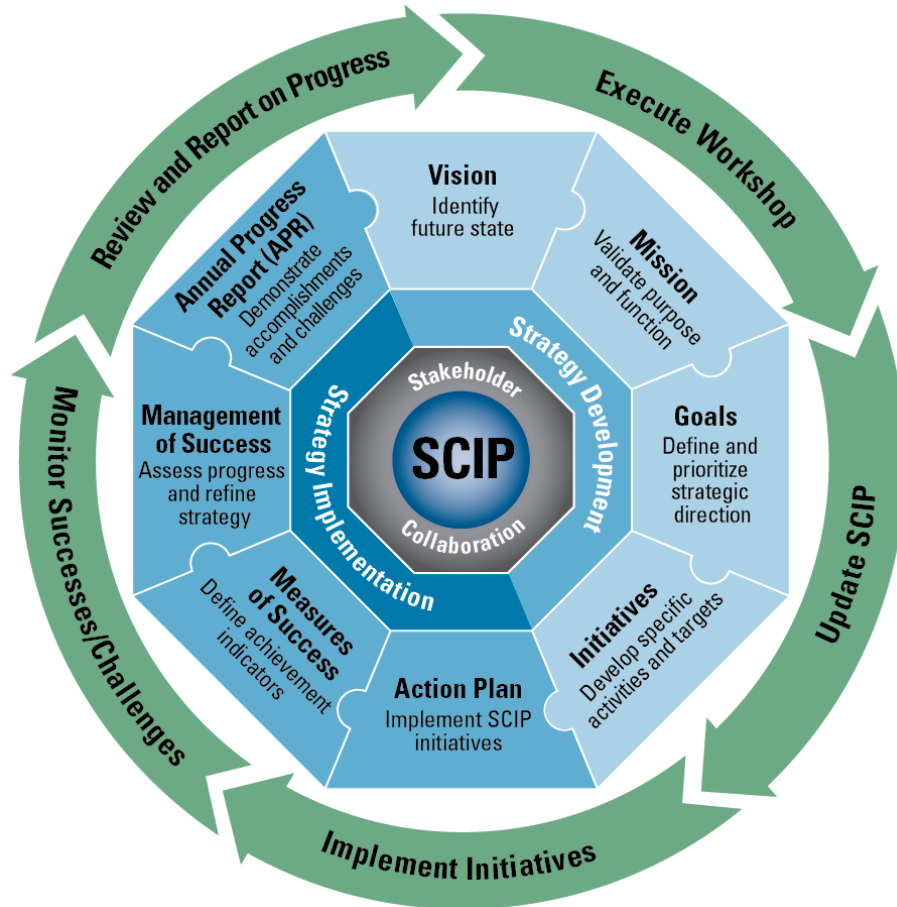 Execute Workshop
Update SCIP
Implement Initiatives
Monitor Successes/Challenges
Review and Report on Progress
Vision
Identify
future state
Mission
Validate purpose
and function
Goals
Define and
prioritize
strategic
direction
Initiatives
Develop specific
activities and targets
Action Plan
Implement SCIP
initiatives
Measures
of Success
Define achievement
indicators
Management
of Success
Assess progress
and refine
strategy
Annual Progress
Report (APR)
Demonstrate
accomplishments
and challenges
Strategy Development
Strategy Implementation
Stakeholder
SCIP
Collaboration